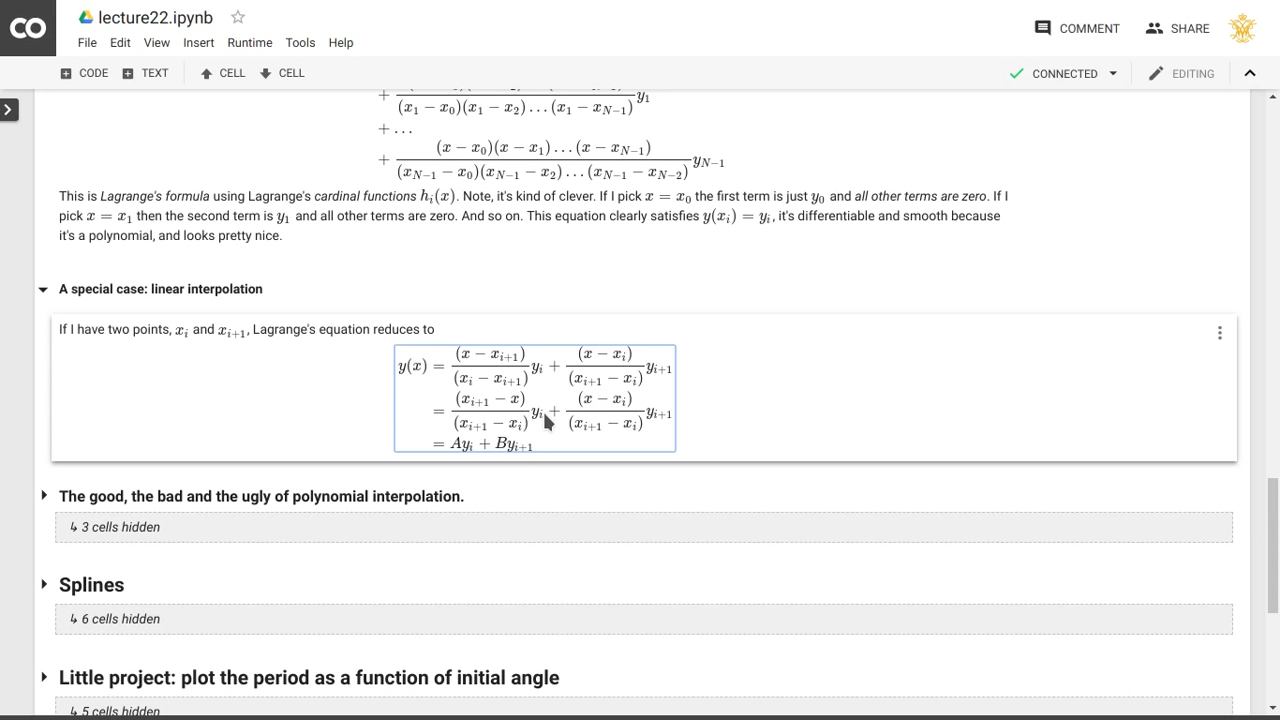 CO
lecture22.ipynb
File Edit View Insert Runtime Tools Help
COMMENT SHARE
CODE TEXT CELL CELL
CONNECTED EDITING
+ (x₁ − x₀)(x₁ − x₂)…(x₁ − x_{N−1}) y₁
+ …
+ (x − x₀)(x − x₁)…(x − x_{N−1})
(x_{N−1} − x₀)(x_{N−1} − x₂)…(x_{N−1} − x_{N−2}) y_{N−1}
This is Lagrange's formula using Lagrange's cardinal functions hᵢ(x). Note, it's kind of clever. If I pick x = x₀ the first term is just y₀ and all other terms are zero. If I
pick x = x₁ then the second term is y₁ and all other terms are zero. And so on. This equation clearly satisfies y(xᵢ) = yᵢ, it's differentiable and smooth because
it's a polynomial, and looks pretty nice.
A special case: linear interpolation
If I have two points, xᵢ and xᵢ₊₁, Lagrange's equation reduces to
y(x) = (x − xᵢ₊₁)/(xᵢ − xᵢ₊₁) yᵢ + (x − xᵢ)/(xᵢ₊₁ − xᵢ) yᵢ₊₁
= (xᵢ₊₁ − x)/(xᵢ₊₁ − xᵢ) yᵢ + (x − xᵢ)/(xᵢ₊₁ − xᵢ) yᵢ₊₁
= Ayᵢ + Byᵢ₊₁
The good, the bad and the ugly of polynomial interpolation.
↳ 3 cells hidden
Splines
↳ 6 cells hidden
Little project: plot the period as a function of initial angle
↳ 5 cells hidden